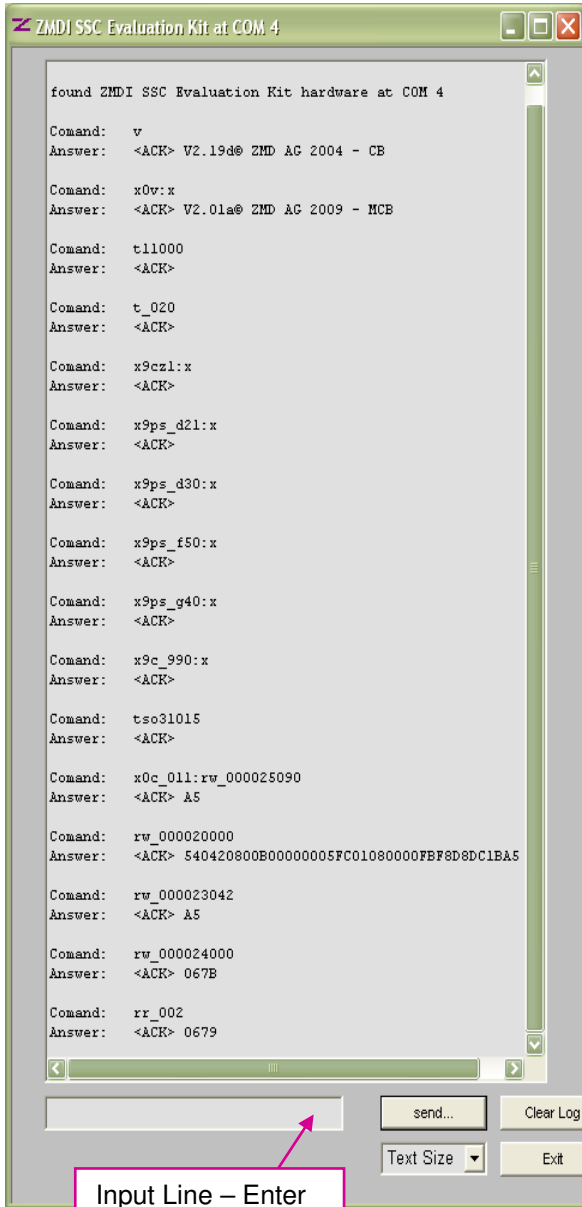 ZMDI SSC Evaluation Kit at COM 4
found ZMDI SSC Evaluation Kit hardware at COM 4
Comand: v
Answer: <ACK> V2.19d© ZMD AG 2004 - CB
Comand: x0v:x
Answer: <ACK> V2.01a© ZMD AG 2009 - MCB
Comand: t11000
Answer: <ACK>
Comand: t_020
Answer: <ACK>
Comand: x9cz1:x
Answer: <ACK>
Comand: x9ps_d21:x
Answer: <ACK>
Comand: x9ps_d30:x
Answer: <ACK>
Comand: x9ps_f50:x
Answer: <ACK>
Comand: x9ps_g40:x
Answer: <ACK>
Comand: x9c_990:x
Answer: <ACK>
Comand: tso31015
Answer: <ACK>
Comand: x0c_011:rw_000025090
Answer: <ACK> A5
Comand: rw_000020000
Answer: <ACK> 540420800B00000005FC01080000FBF8D8DC1BA5
Comand: rw_000023042
Answer: <ACK> A5
Comand: rw_000024000
Answer: <ACK> 067B
Comand: rr_002
Answer: <ACK> 0679
send...
Clear Log
Text Size
Exit
Input Line – Enter